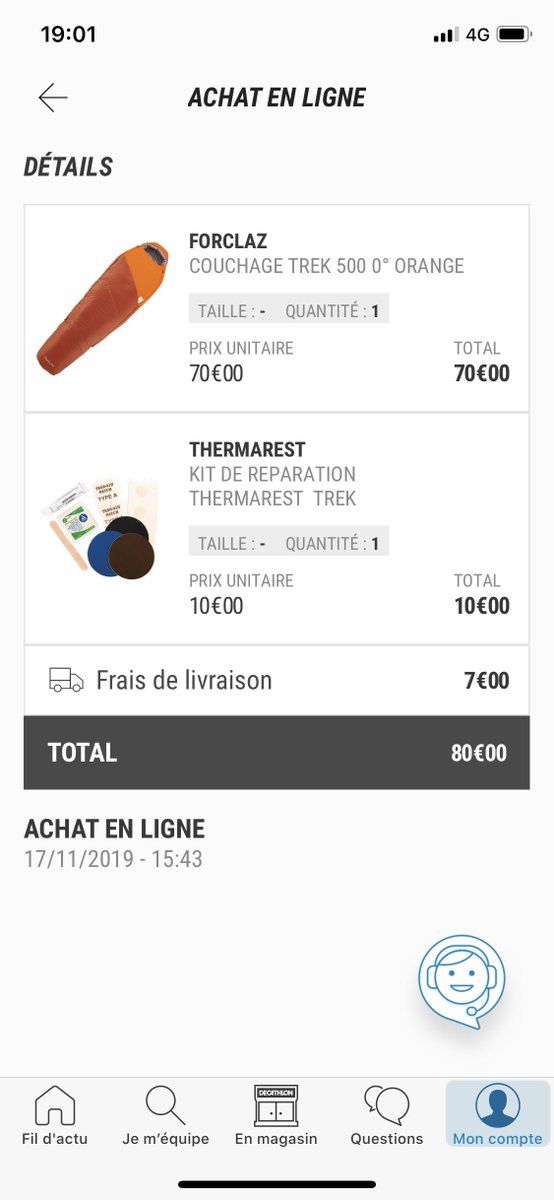 19:01
4G
ACHAT EN LIGNE
DÉTAILS
FORCLAZ
COUCHAGE TREK 500 0° ORANGE
TAILLE : - QUANTITÉ : 1
PRIX UNITAIRE TOTAL
70€00 70€00
THERMAREST
KIT DE REPARATION
THERMAREST TREK
TYPE A
TAILLE : - QUANTITÉ : 1
PRIX UNITAIRE TOTAL
10€00 10€00
Frais de livraison 7€00
TOTAL 80€00
ACHAT EN LIGNE
17/11/2019 - 15:43
DECATHLON
Fil d'actu Je m'équipe En magasin Questions Mon compte